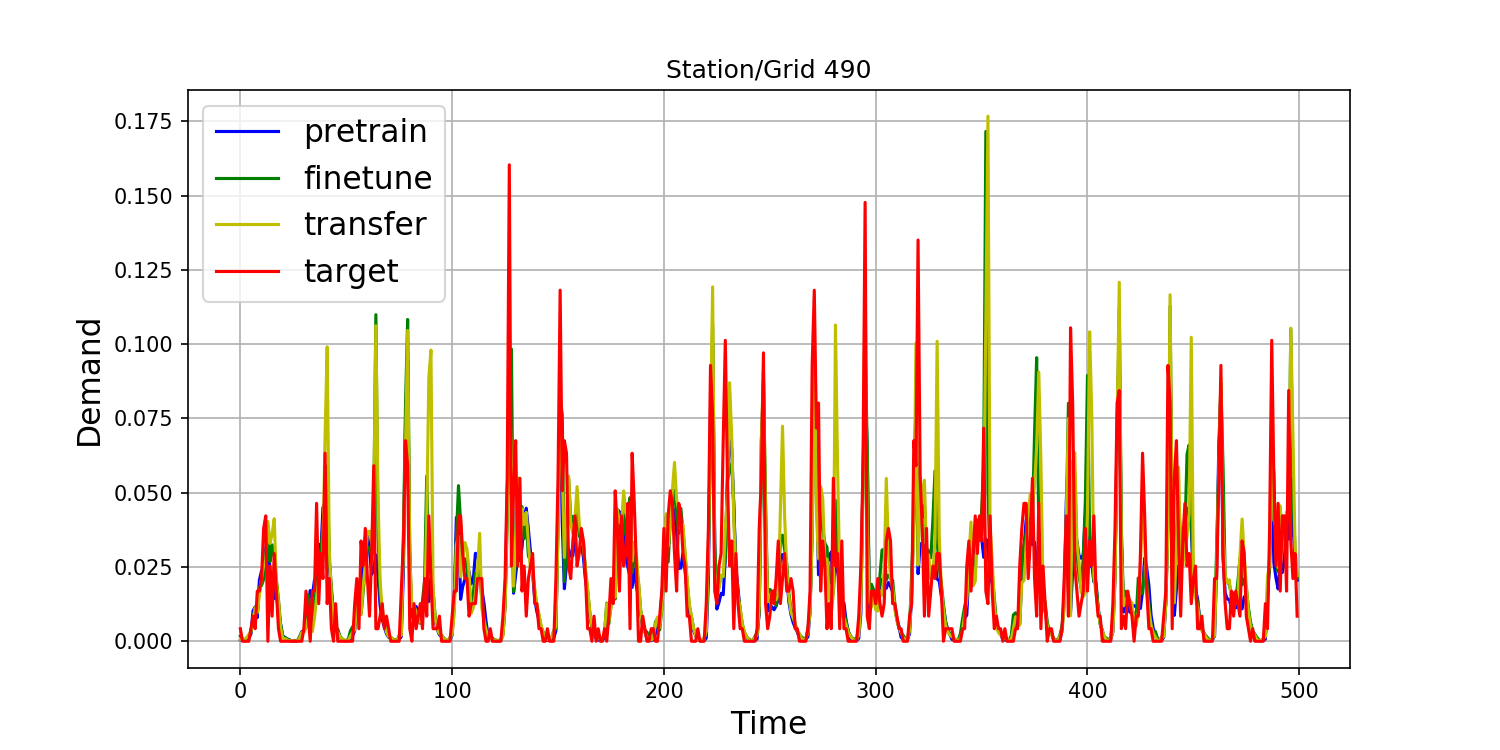 Station/Grid 490
pretrain
finetune
transfer
target
Demand
0.175
0.150
0.125
0.100
0.075
0.050
0.025
0.000
0 100 200 300 400 500
Time